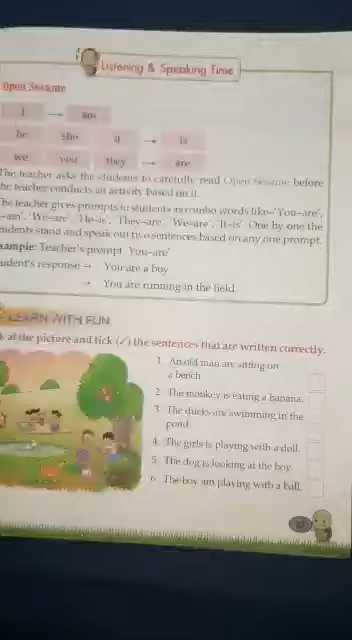 Listening & Speaking Time
Open Sesame
I → am
he she it → is
we you they → are
The teacher asks the students to carefully read Open Sesame before
the teacher conducts an activity based on it.
The teacher gives prompts to students as combo words like–'You–are',
–am'. 'We–are' 'He–is', 'They–are', 'We–are', 'It–is' One by one the
students stand and speak out two sentences based on any one prompt.
xample: Teacher's prompt 'You–are'
udent's response → You are a boy
→ You are running in the field.
LEARN WITH FUN
k at the picture and tick (✓) the sentences that are written correctly.
1 An old man are sitting on
a bench
2 The monkey is eating a banana.
3 The ducks are swimming in the
pond
4 The girls is playing with a doll.
5 The dog is looking at the boy
6 The boy am playing with a ball.